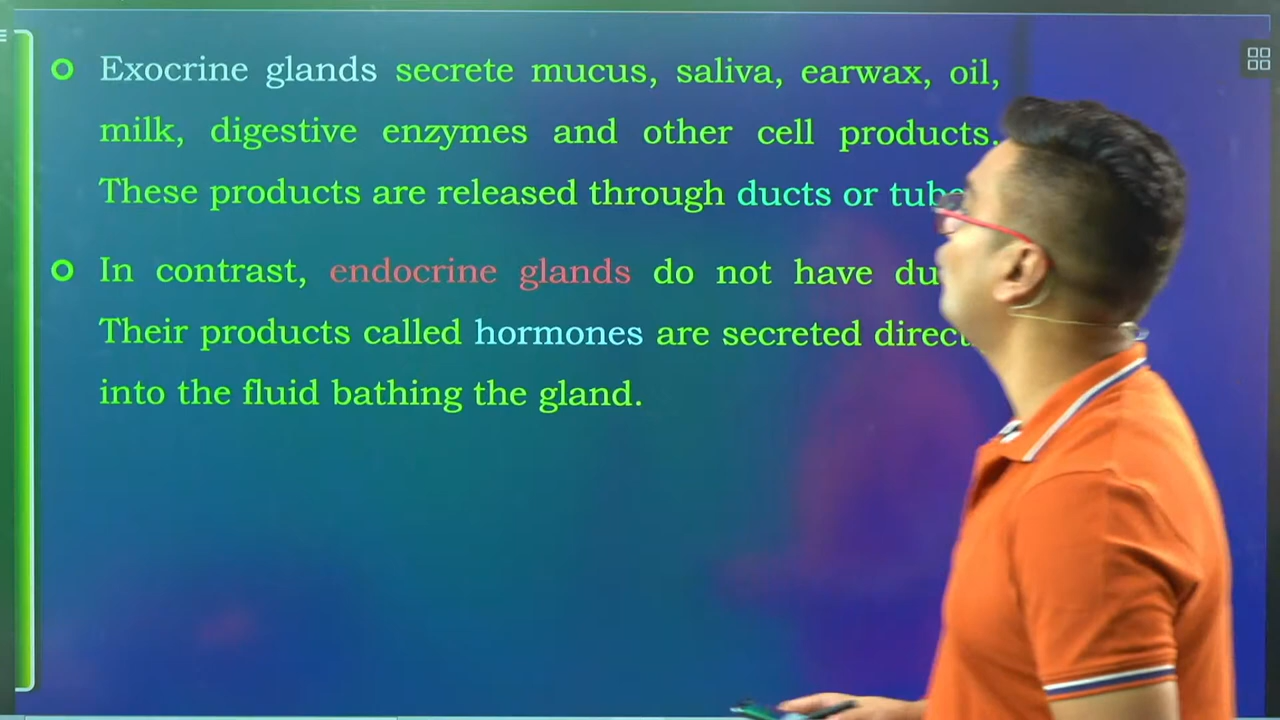 Exocrine glands secrete mucus, saliva, earwax, oil,
milk, digestive enzymes and other cell products.
These products are released through ducts or
In contrast, endocrine glands do not have
Their products called hormones are secreted
into the fluid bathing the gland.